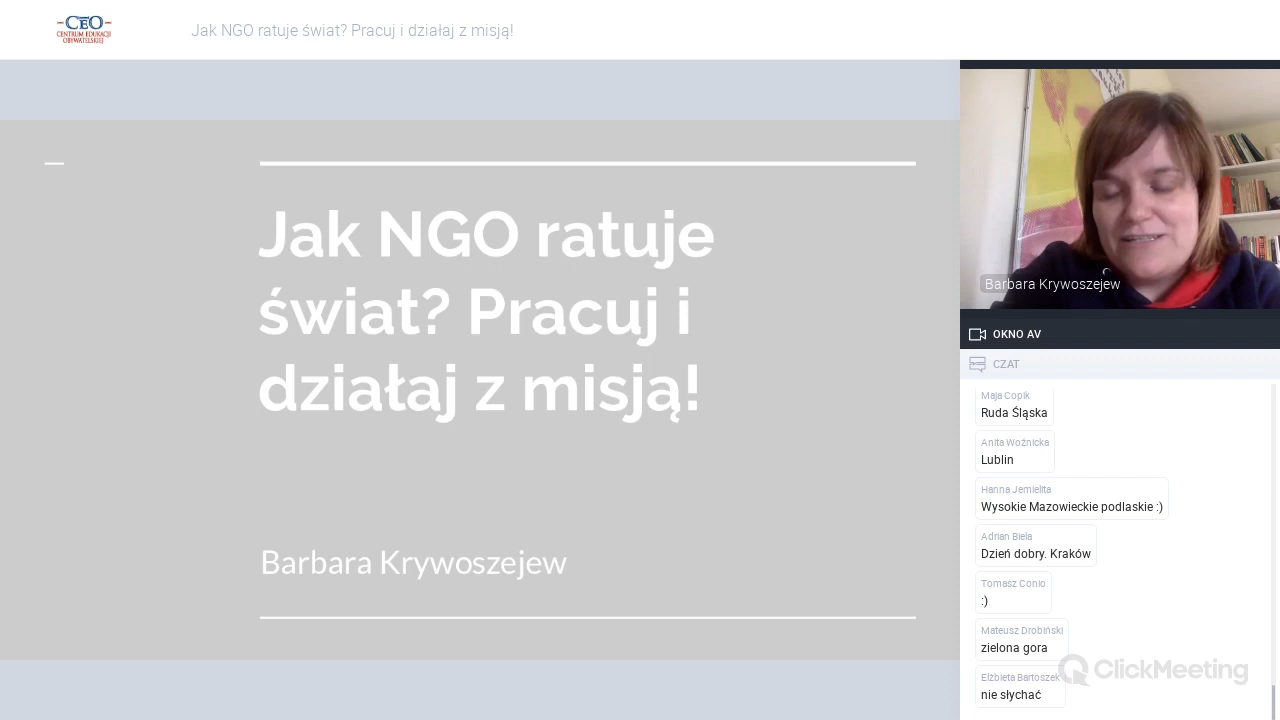 CEO
CENTRUM EDUKACJI
OBYWATELSKIEJ
Jak NGO ratuje świat? Pracuj i działaj z misją!
Jak NGO ratuje
świat? Pracuj i
działaj z misją!
Barbara Krywoszejew
Barbara Krywoszejew
OKNO AV
CZAT
Maja Copik
Ruda Śląska
Anita Woźnicka
Lublin
Hanna Jemielita
Wysokie Mazowieckie podlaskie :)
Adrian Biela
Dzień dobry. Kraków
Tomasz Conio
:)
Mateusz Drobiński
zielona gora
Elżbieta Bartoszek
nie słychać
ClickMeeting